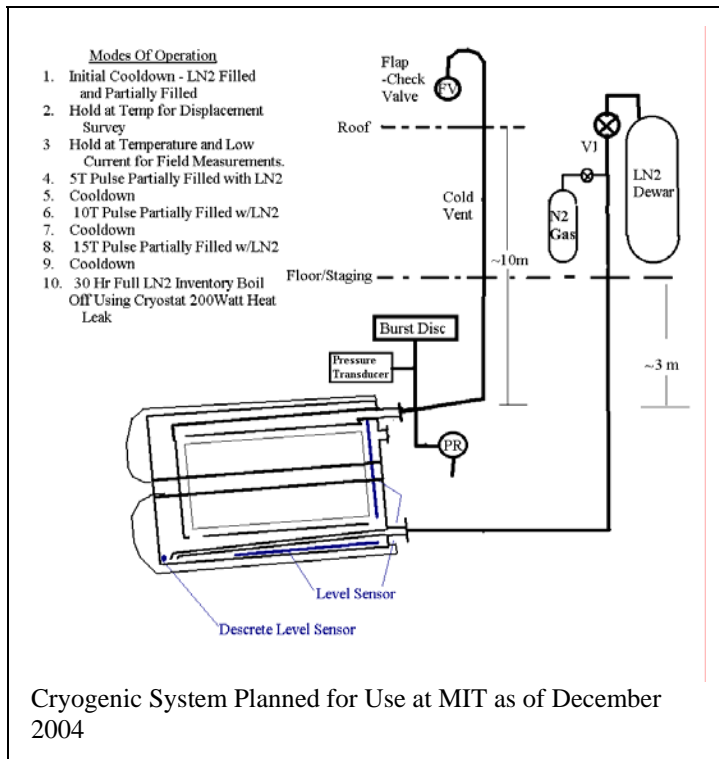 Modes Of Operation
1. Initial Cooldown - LN2 Filled
and Partially Filled
2. Hold at Temp for Displacement
Survey
3 Hold at Temperature and Low
Current for Field Measurements.
4. 5T Pulse Partially Filled with LN2
5. Cooldown
6. 10T Pulse Partially Filled w/LN2
7. Cooldown
8. 15T Pulse Partially Filled w/LN2
9. Cooldown
10. 30 Hr Full LN2 Inventory Boil
Off Using Cryostat 200Watt Heat
Leak
Flap
-Check
Valve
FV
Roof
VJ
LN2
Dewar
Cold
Vent
N2
Gas
~10m
Floor/Staging
Burst Disc
Pressure
Transducer
~3 m
PR
Level Sensor
Descrete Level Sensor
Cryogenic System Planned for Use at MIT as of December
2004